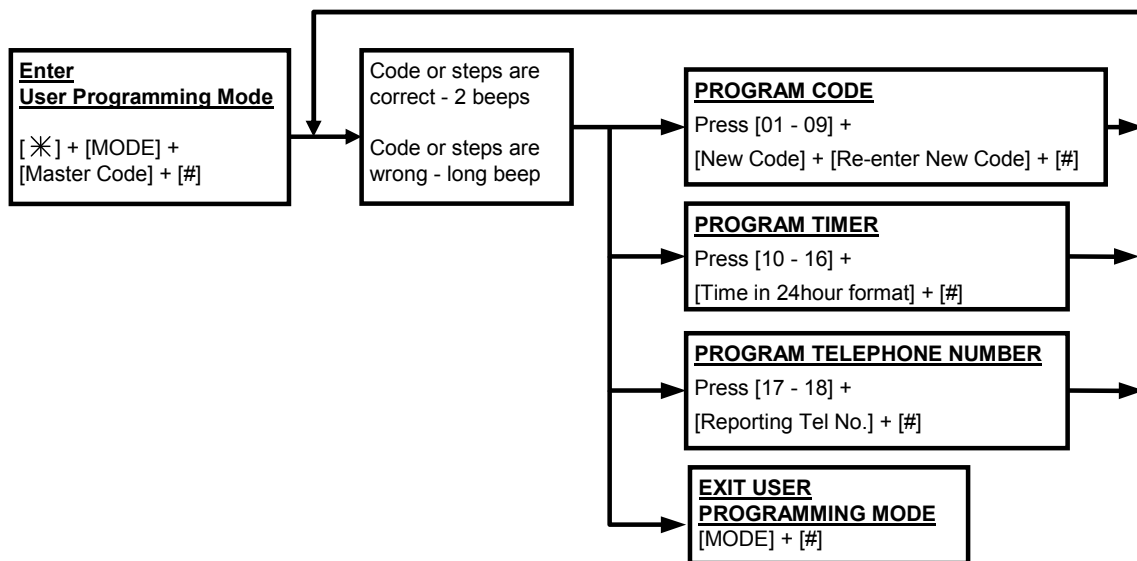 Enter
User Programming Mode
[✳] + [MODE] +
[Master Code] + [#]
Code or steps are
correct - 2 beeps
Code or steps are
wrong - long beep
PROGRAM CODE
Press [01 - 09] +
[New Code] + [Re-enter New Code] + [#]
PROGRAM TIMER
Press [10 - 16] +
[Time in 24hour format] + [#]
PROGRAM TELEPHONE NUMBER
Press [17 - 18] +
[Reporting Tel No.] + [#]
EXIT USER
PROGRAMMING MODE
[MODE] + [#]